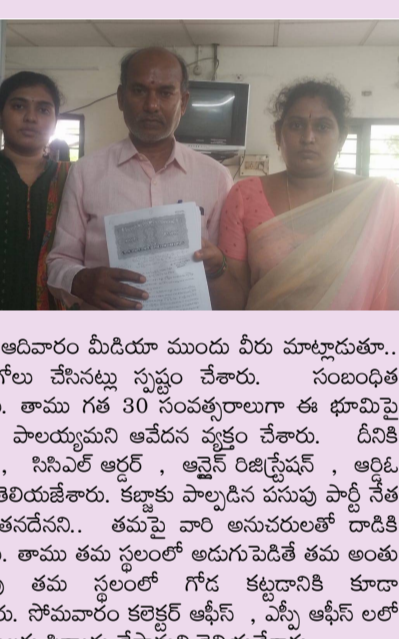 ఆదివారం మీడియా ముందు వీరు మాట్లాడుతూ..
గోలు చేసినట్లు స్పష్టం చేశారు. సంబంధిత
. తాము గత 30 సంవత్సరాలుగా ఈ భూమిపై
పాలయ్యమని ఆవేదన వ్యక్తం చేశారు. దీనికి
, సిసిఎల్ ఆర్డర్ , ఆన్లైన్ రిజిస్ట్రేషన్ , ఆర్డిఓ
తెలియజేశారు. కబ్జాకు పాల్పడిన పసుపు పార్టీ నేత
తనదేనని.. తమపై వారి అనుచరులతో దాడికి
. తాము తమ స్థలంలో అడుగుపెడితే తమ అంతు
తమ స్థలంలో గోడ కట్టడానికి కూడా
రు. సోమవారం కలెక్టర్ ఆఫీస్ , ఎస్పీ ఆఫీస్ లలో